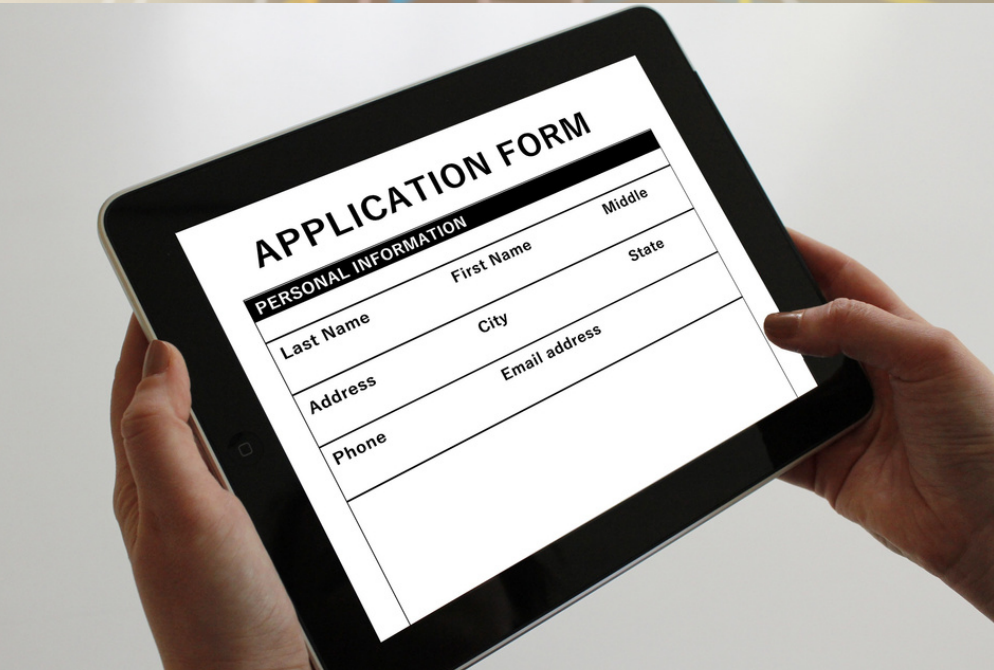 APPLICATION FORM
PERSONAL INFORMATION
Last Name First Name Middle
Address City State
Phone Email address